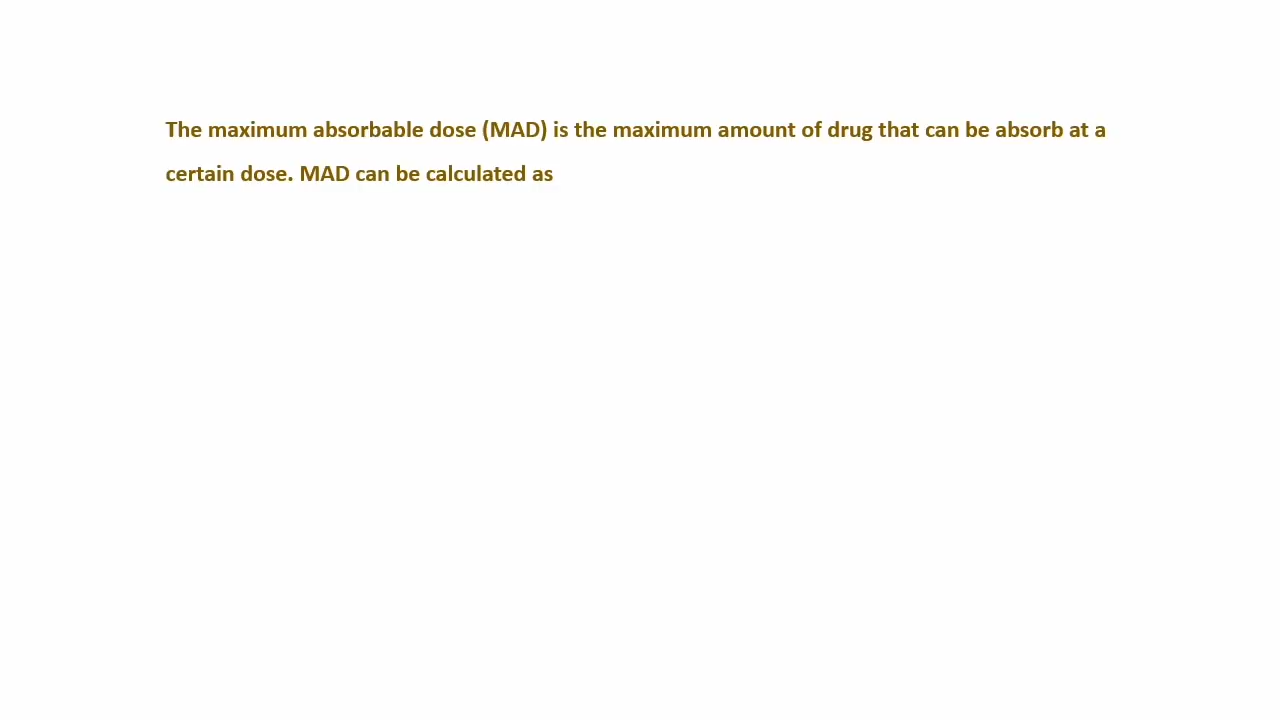 The maximum absorbable dose (MAD) is the maximum amount of drug that can be absorb at a
certain dose. MAD can be calculated as